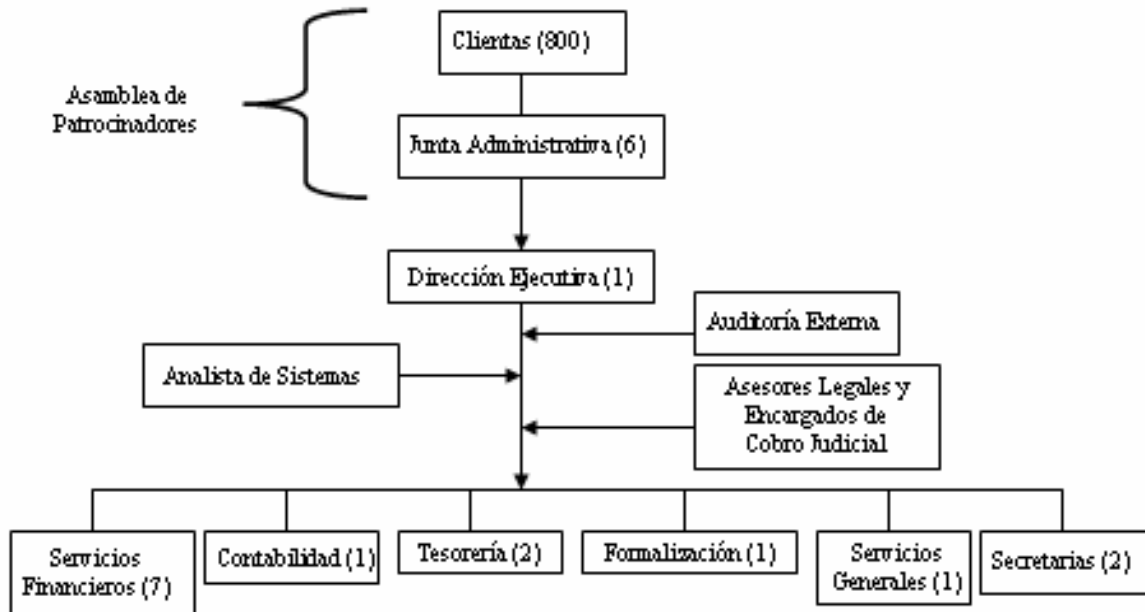 Clientas (800)
Asamblea de
Patrocinadores
Junta Administrativa (6)
Dirección Ejecutiva (1)
Auditoría Externa
Analista de Sistemas
Asesores Legales y
Encargados de
Cobro Judicial
Servicios
Financieros (7)
Contabilidad (1)
Tesorería (2)
Formalización (1)
Servicios
Generales (1)
Secretarias (2)